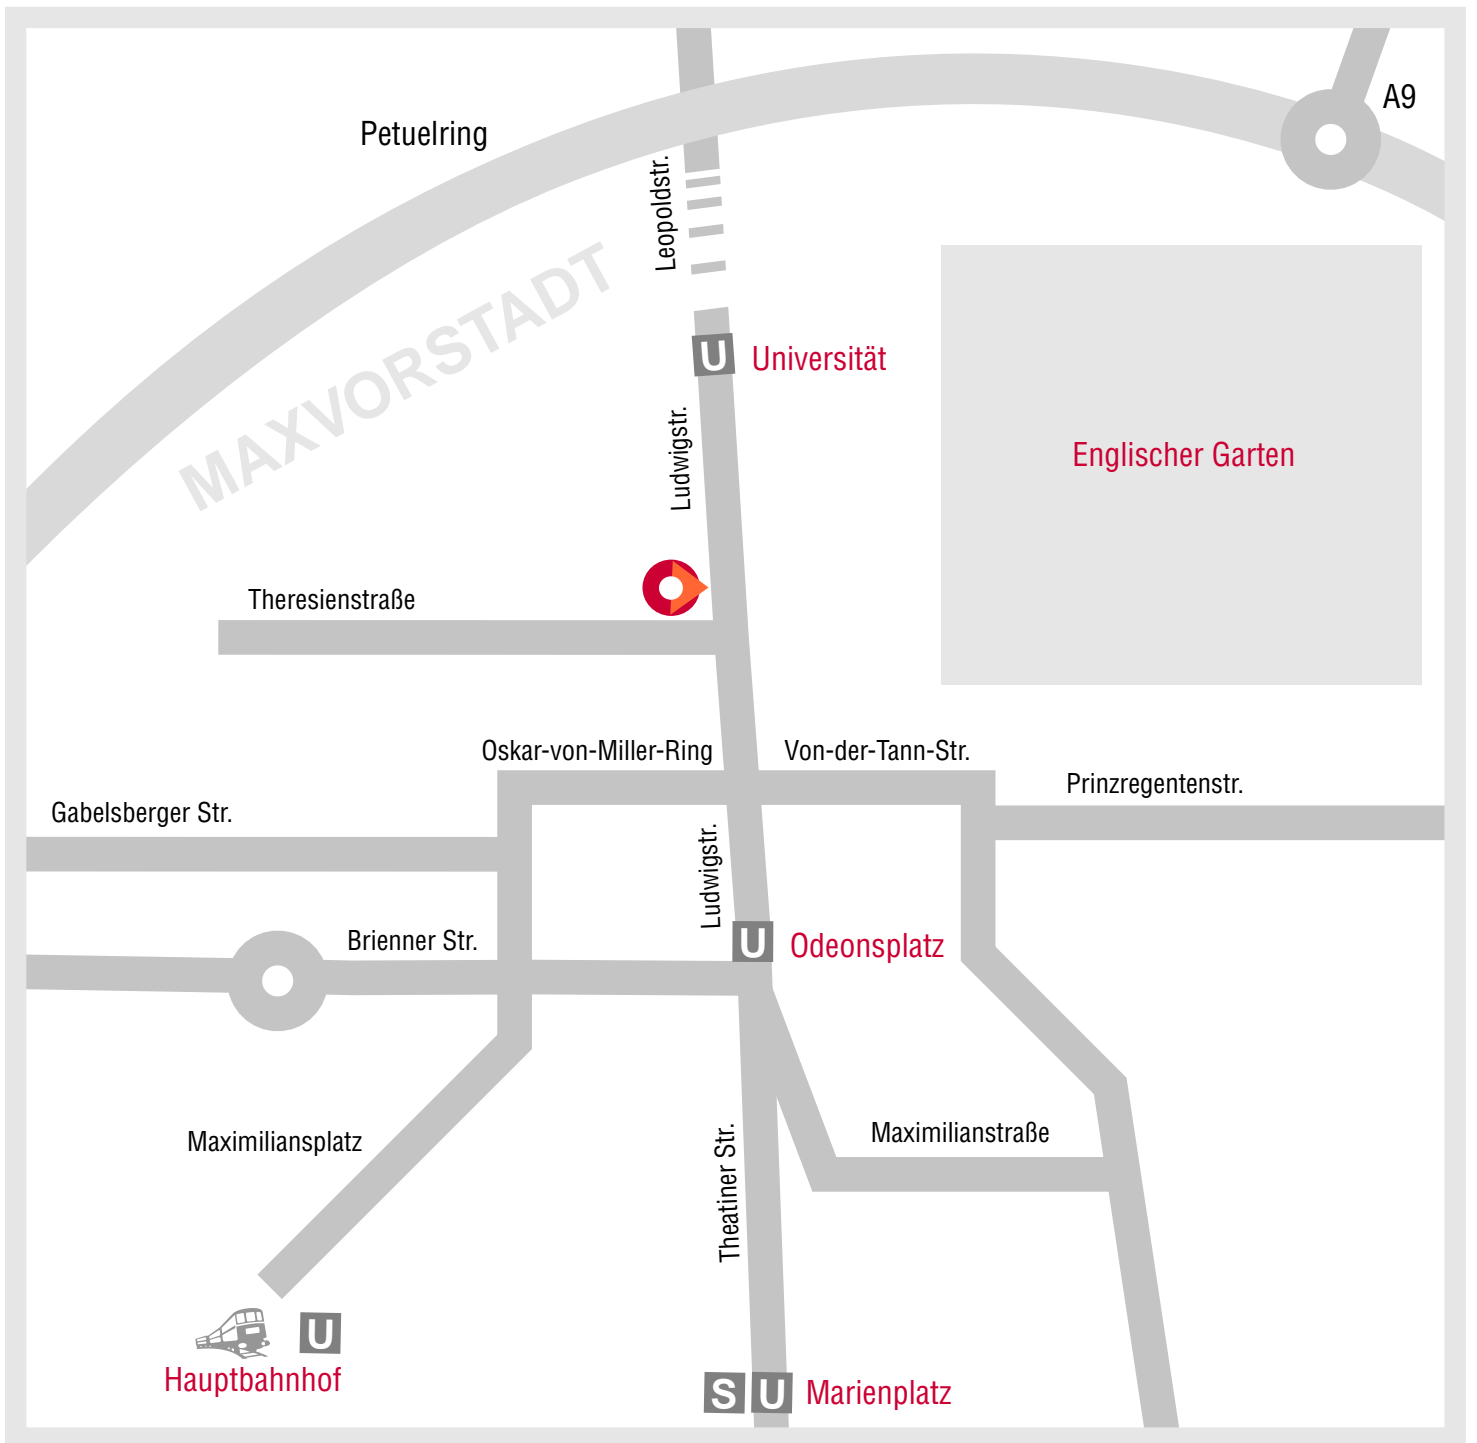 A9
Petuelring
Leopoldstr.
MAXVORSTADT
U Universität
Ludwigstr.
Englischer Garten
Theresienstraße
Oskar-von-Miller-Ring
Von-der-Tann-Str.
Prinzregentenstr.
Gabelsberger Str.
Ludwigstr.
Brienner Str.
U Odeonsplatz
Maximiliansplatz
Maximilianstraße
Theatiner Str.
U
Hauptbahnhof
S U Marienplatz